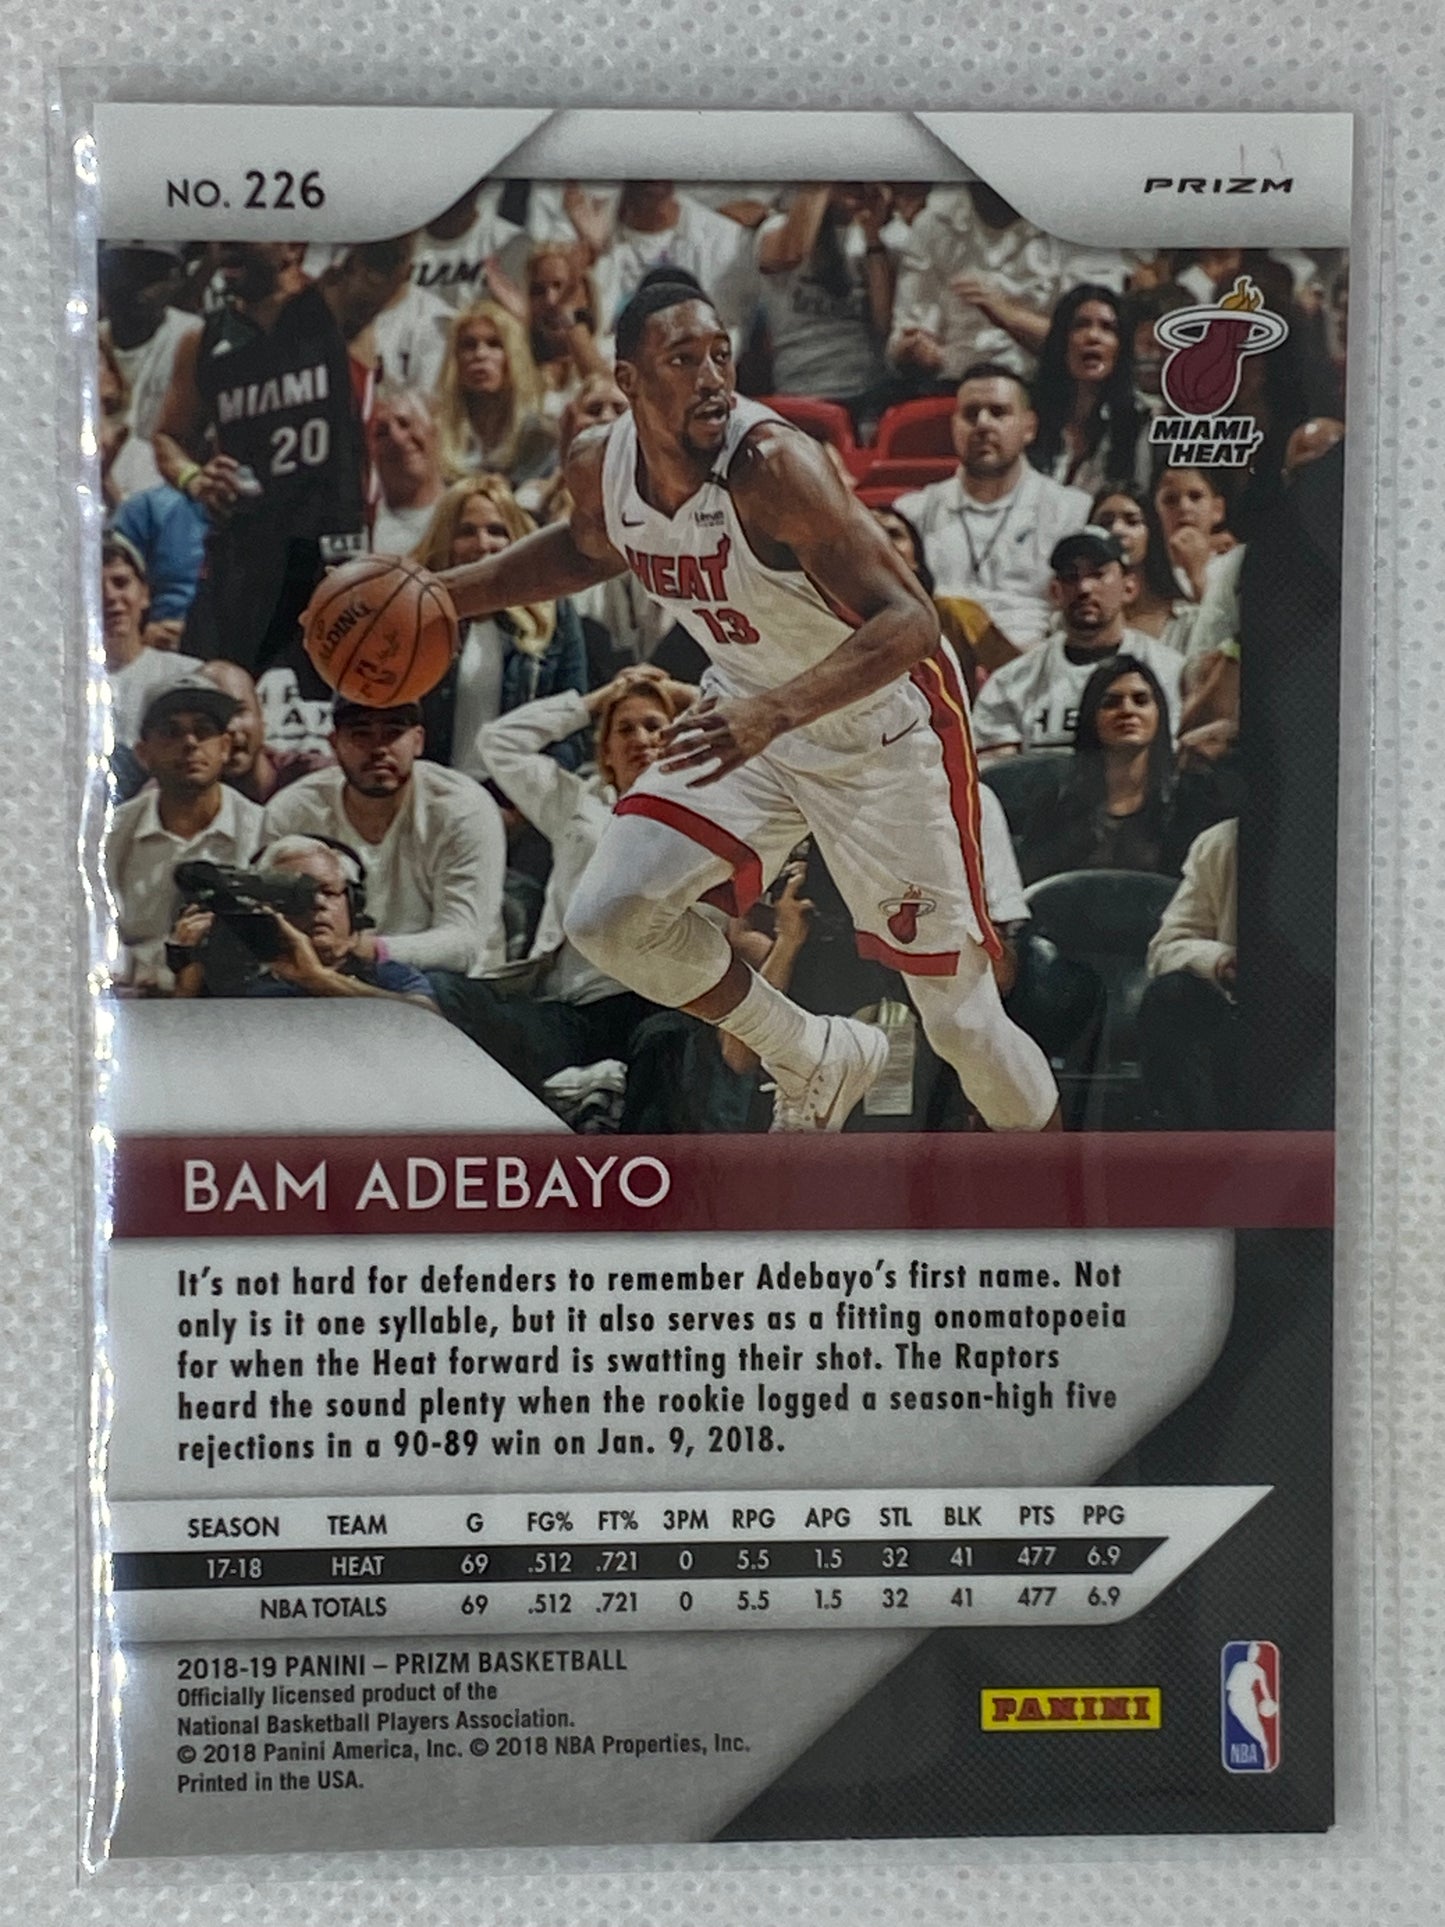 NO. 226
PRIZM
MIAMI
20
MIAMI
HEAT
SPALDING
HEAT
13
BAM ADEBAYO
It's not hard for defenders to remember Adebayo's first name. Not
only is it one syllable, but it also serves as a fitting onomatopoeia
for when the Heat forward is swatting their shot. The Raptors
heard the sound plenty when the rookie logged a season-high five
rejections in a 90-89 win on Jan. 9, 2018.
SEASON TEAM G FG% FT% 3PM RPG APG STL BLK PTS PPG
17-18 HEAT 69 .512 .721 0 5.5 1.5 32 41 477 6.9
NBA TOTALS 69 .512 .721 0 5.5 1.5 32 41 477 6.9
2018-19 PANINI – PRIZM BASKETBALL
Officially licensed product of the
National Basketball Players Association.
© 2018 Panini America, Inc. © 2018 NBA Properties, Inc.
Printed in the USA.
PANINI
NBA